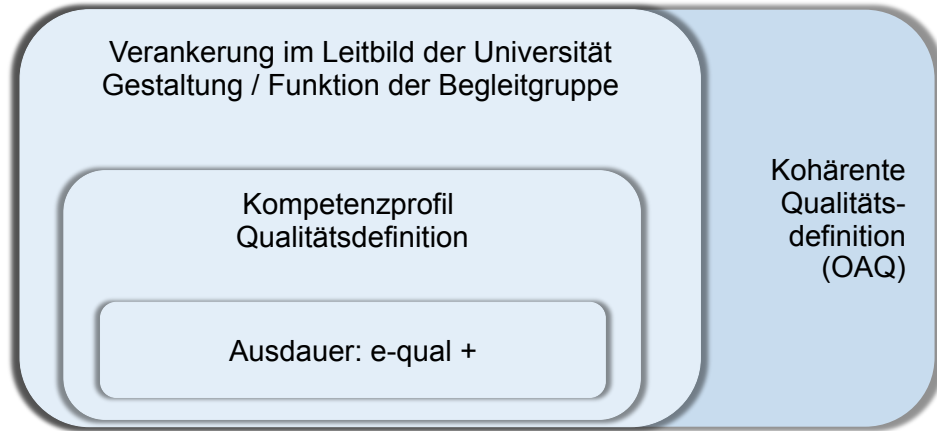 Verankerung im Leitbild der Universität
Gestaltung / Funktion der Begleitgruppe
Kompetenzprofil
Qualitätsdefinition
Ausdauer: e-qual +
Kohärente
Qualitäts-
definition
(OAQ)